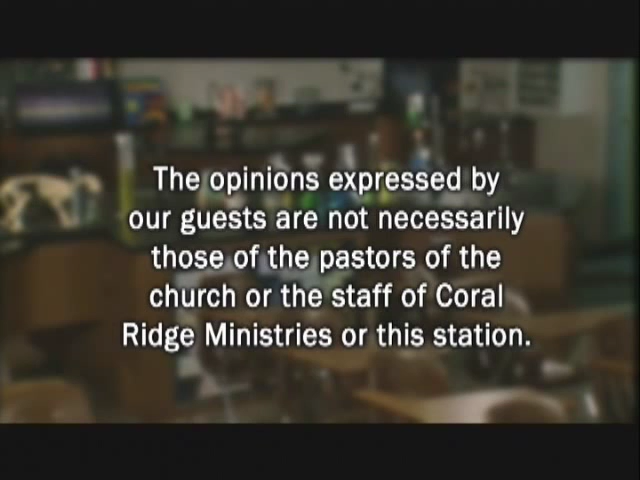 The opinions expressed by
our guests are not necessarily
those of the pastors of the
church or the staff of Coral
Ridge Ministries or this station.